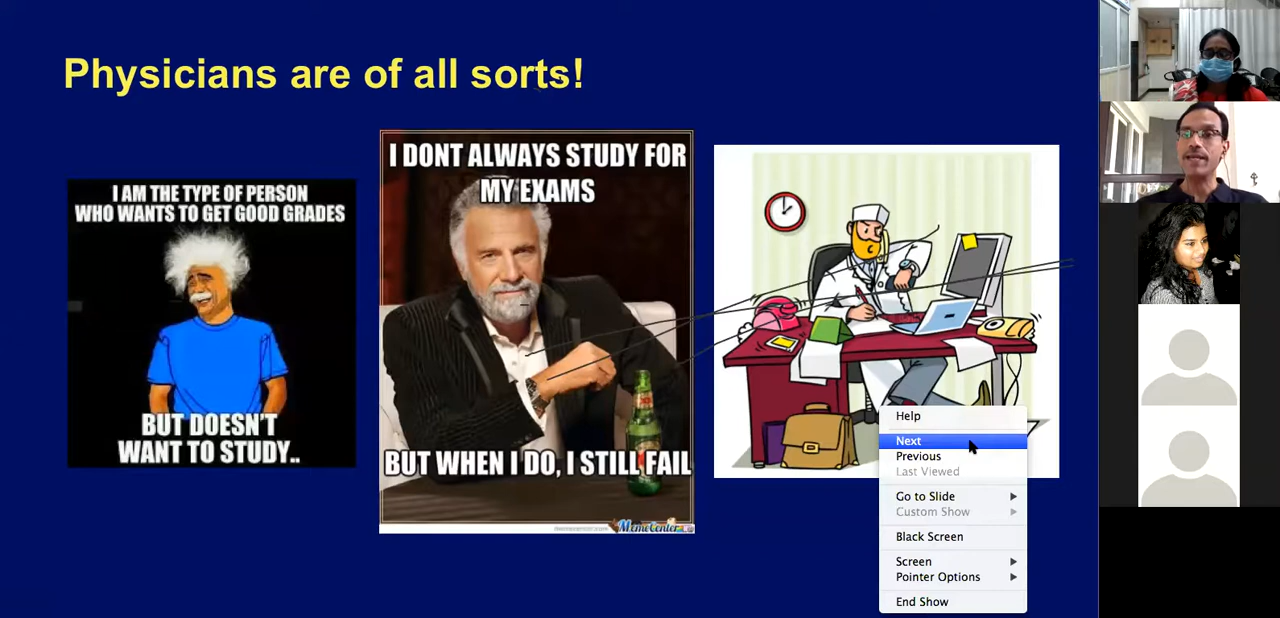 Physicians are of all sorts!
I AM THE TYPE OF PERSON
WHO WANTS TO GET GOOD GRADES
BUT DOESN'T
WANT TO STUDY..
I DONT ALWAYS STUDY FOR
MY EXAMS
BUT WHEN I DO, I STILL FAIL
MemeCenter
Help
Next
Previous
Last Viewed
Go to Slide
Custom Show
Black Screen
Screen
Pointer Options
End Show